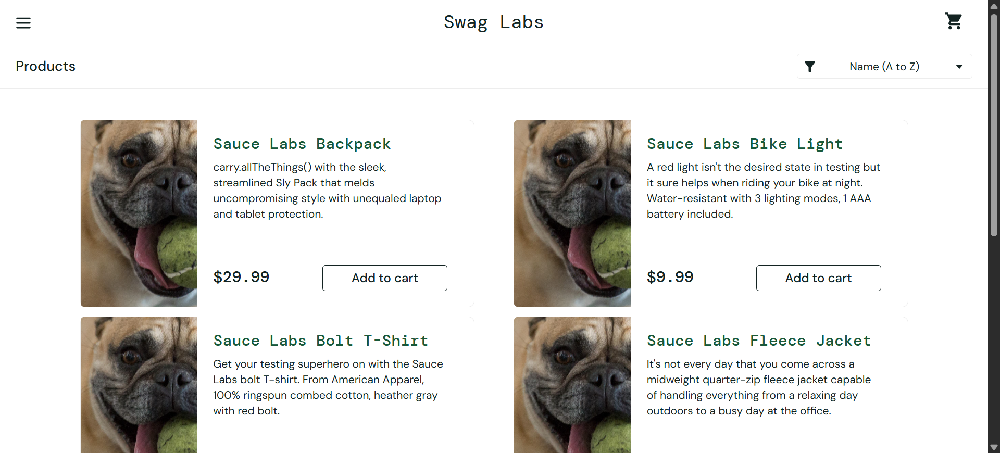 Swag Labs
Products
Name (A to Z)
Sauce Labs Backpack
carry.allTheThings() with the sleek,
streamlined Sly Pack that melds
uncompromising style with unequaled laptop
and tablet protection.
$29.99
Add to cart
Sauce Labs Bike Light
A red light isn't the desired state in testing but
it sure helps when riding your bike at night.
Water-resistant with 3 lighting modes, 1 AAA
battery included.
$9.99
Add to cart
Sauce Labs Bolt T-Shirt
Get your testing superhero on with the Sauce
Labs bolt T-shirt. From American Apparel,
100% ringspun combed cotton, heather gray
with red bolt.
Sauce Labs Fleece Jacket
It's not every day that you come across a
midweight quarter-zip fleece jacket capable
of handling everything from a relaxing day
outdoors to a busy day at the office.